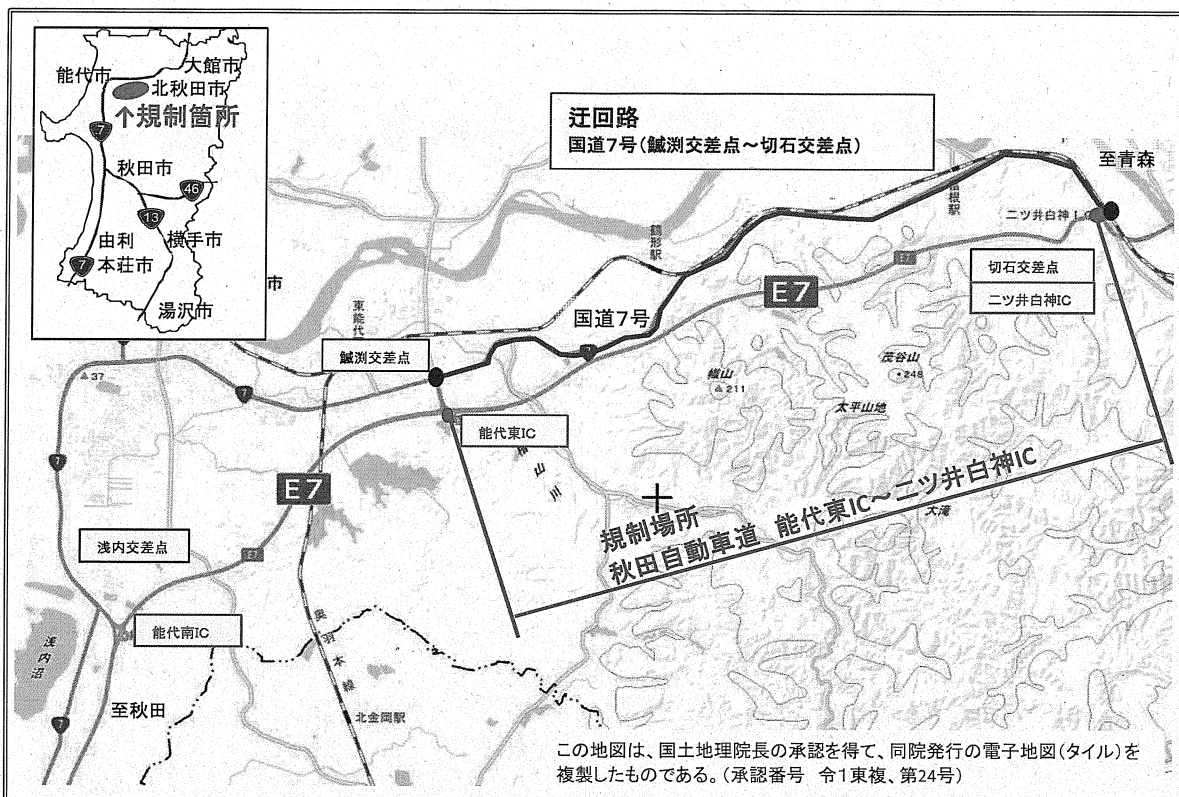 能代市
大館市
北秋田市
↑規制箇所
7
秋田市
46
13
由利
本荘市
横手市
7
湯沢市
迂回路
国道7号(鰄渕交差点～切石交差点)
至青森
二ツ井白神IC
鶴形駅
切石交差点
二ツ井白神IC
E7
E7
市
東能代
国道7号
鰄渕交差点
7
37
7
茂谷山
248
211
太平山地
能代東IC
7
E7
規制場所
秋田自動車道 能代東IC～二ツ井白神IC
大滝
浅内交差点
E7
能代南IC
浅内沼
奥羽本線
至秋田
7
北金岡駅
この地図は、国土地理院長の承認を得て、同院発行の電子地図(タイル)を
複製したものである。(承認番号 令1東複、第24号)